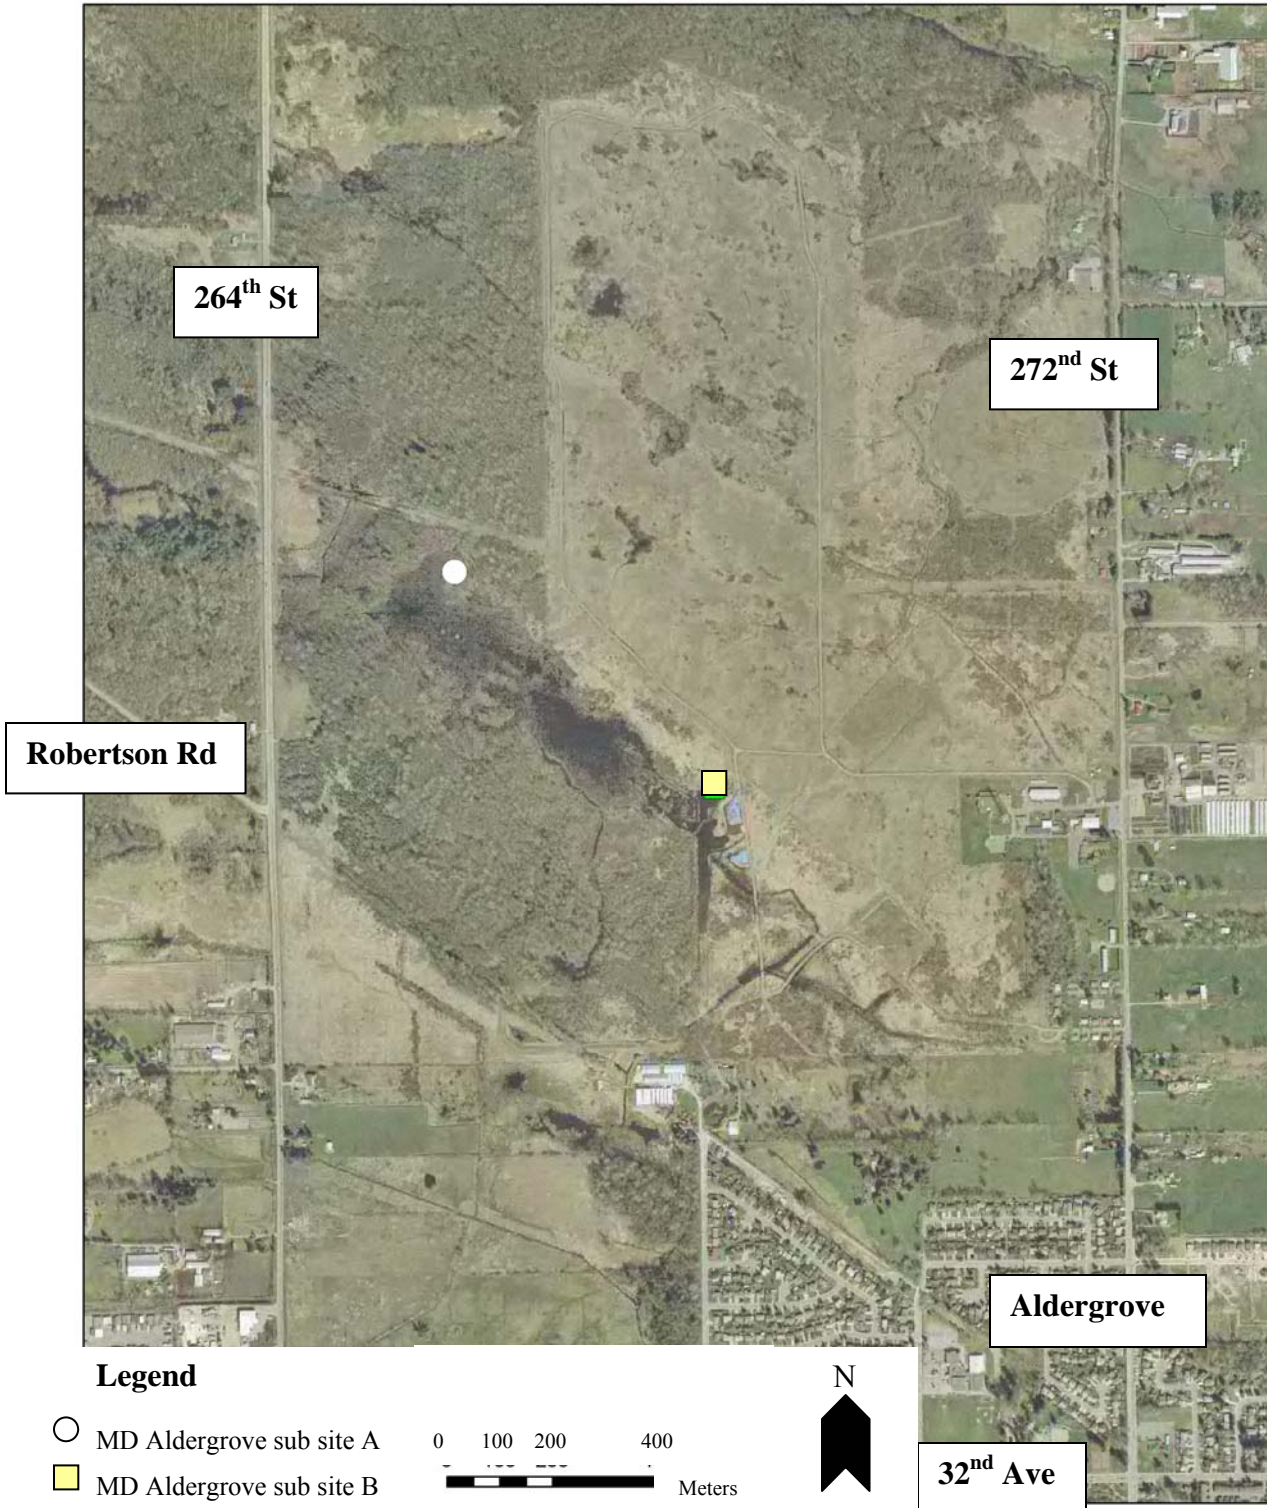 264th St
272nd St
Robertson Rd
Aldergrove
Legend
N
MD Aldergrove sub site A
0 100 200 400
MD Aldergrove sub site B
Meters
32nd Ave